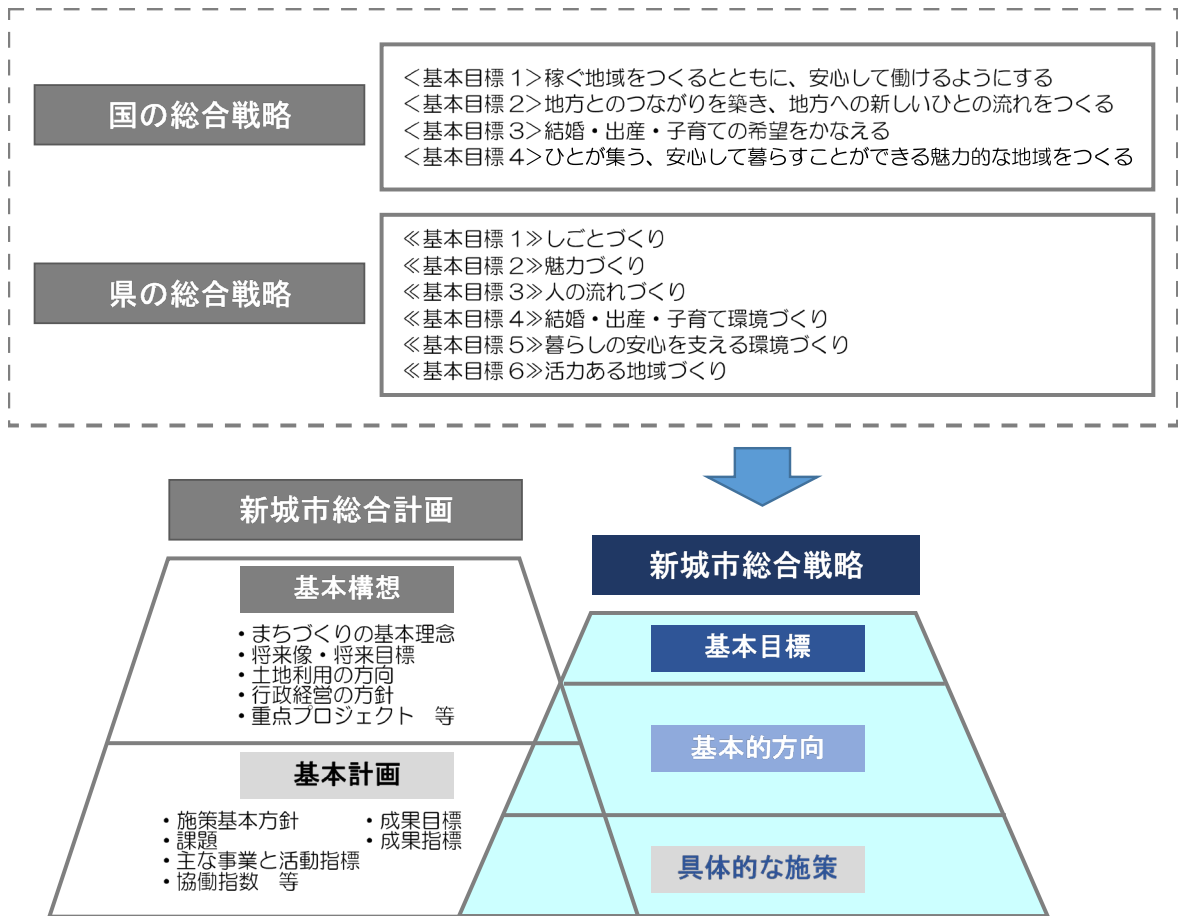 国の総合戦略
<基本目標1>稼ぐ地域をつくるとともに、安心して働けるようにする
<基本目標2>地方とのつながりを築き、地方への新しいひとの流れをつくる
<基本目標3>結婚・出産・子育ての希望をかなえる
<基本目標4>ひとが集う、安心して暮らすことができる魅力的な地域をつくる
県の総合戦略
≪基本目標1≫しごとづくり
≪基本目標2≫魅力づくり
≪基本目標3≫人の流れづくり
≪基本目標4≫結婚・出産・子育て環境づくり
≪基本目標5≫暮らしの安心を支える環境づくり
≪基本目標6≫活力ある地域づくり
新城市総合計画
基本構想
・まちづくりの基本理念
・将来像・将来目標
・土地利用の方向
・行政経営の方針
・重点プロジェクト 等
基本計画
・施策基本方針 ・成果目標
・課題 ・成果指標
・主な事業と活動指標
・協働指数 等
新城市総合戦略
基本目標
基本的方向
具体的な施策